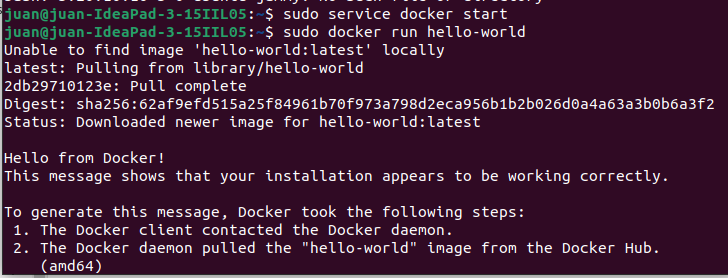 juan@juan-IdeaPad-3-15IIL05:~$ sudo service docker start
juan@juan-IdeaPad-3-15IIL05:~$ sudo docker run hello-world
Unable to find image 'hello-world:latest' locally
latest: Pulling from library/hello-world
2db29710123e: Pull complete
Digest: sha256:62af9efd515a25f84961b70f973a798d2eca956b1b2b026d0a4a63a3b0b6a3f2
Status: Downloaded newer image for hello-world:latest
Hello from Docker!
This message shows that your installation appears to be working correctly.
To generate this message, Docker took the following steps:
1. The Docker client contacted the Docker daemon.
2. The Docker daemon pulled the "hello-world" image from the Docker Hub.
(amd64)